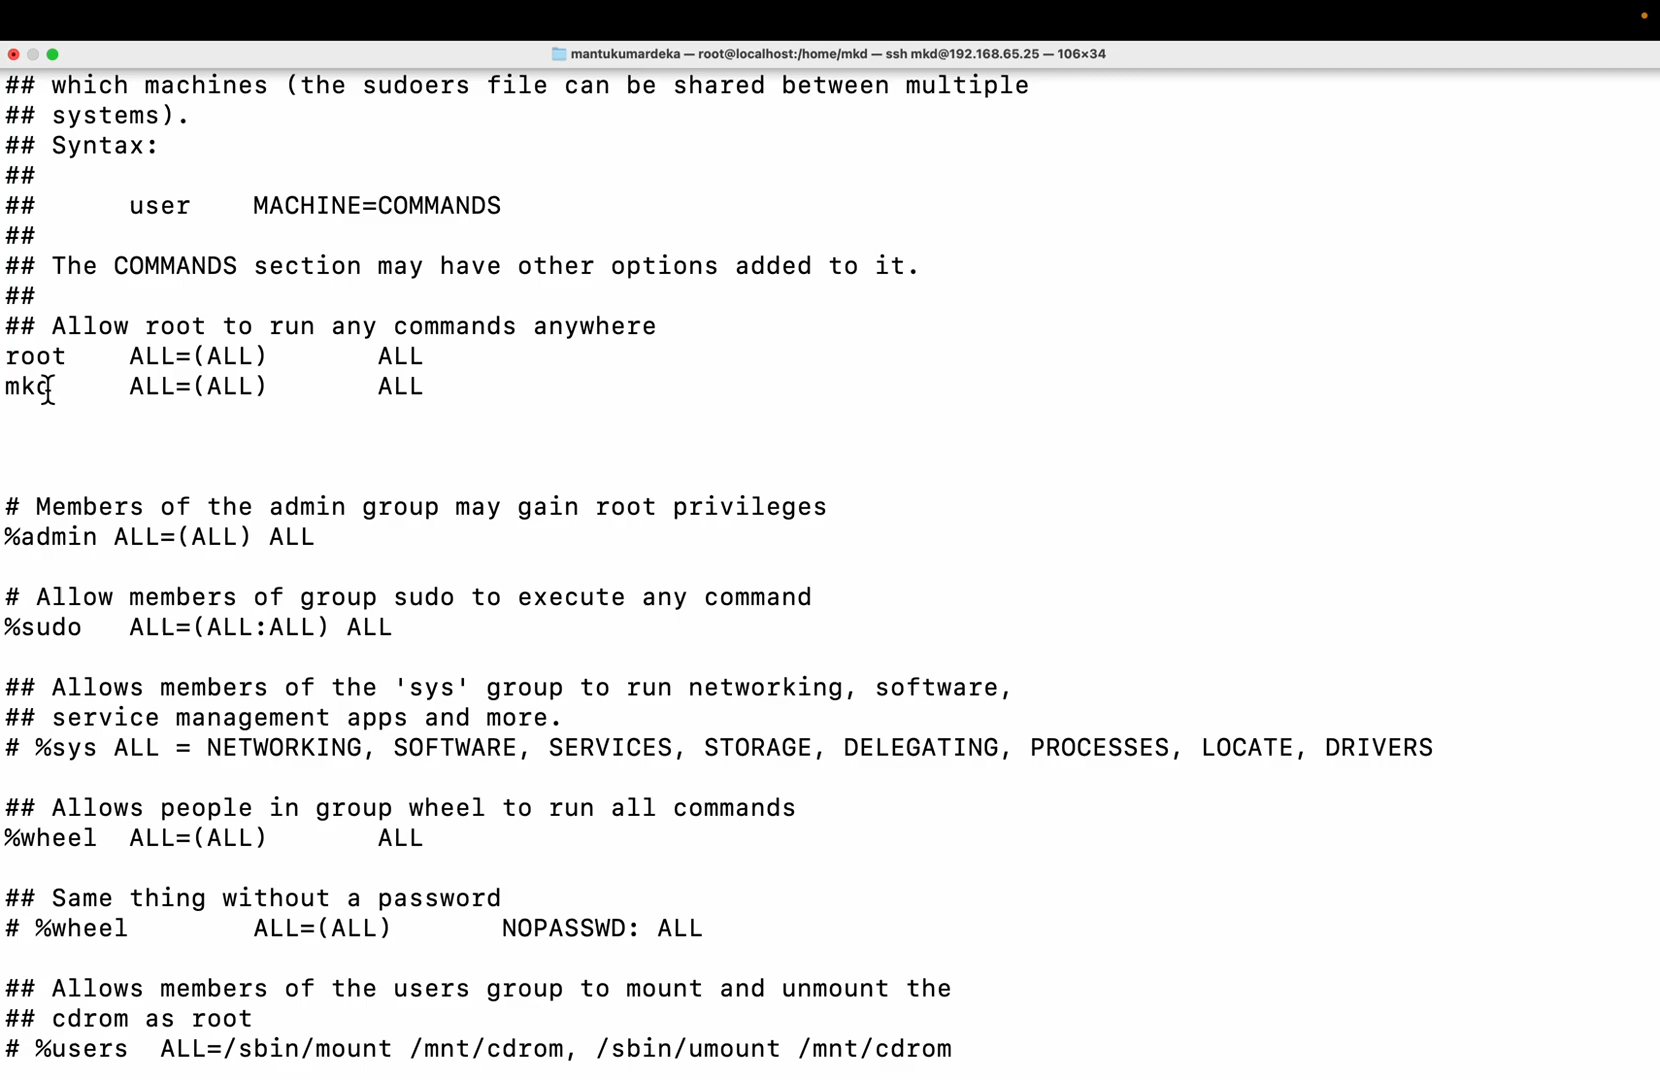 mantukumardeka — root@localhost:/home/mkd — ssh mkd@192.168.65.25 — 106×34
## which machines (the sudoers file can be shared between multiple
## systems).
## Syntax:
##
##      user    MACHINE=COMMANDS
##
## The COMMANDS section may have other options added to it.
##
## Allow root to run any commands anywhere
root    ALL=(ALL)       ALL
mkd     ALL=(ALL)       ALL
# Members of the admin group may gain root privileges
%admin ALL=(ALL) ALL
# Allow members of group sudo to execute any command
%sudo   ALL=(ALL:ALL) ALL
## Allows members of the 'sys' group to run networking, software,
## service management apps and more.
# %sys ALL = NETWORKING, SOFTWARE, SERVICES, STORAGE, DELEGATING, PROCESSES, LOCATE, DRIVERS
## Allows people in group wheel to run all commands
%wheel  ALL=(ALL)       ALL
## Same thing without a password
# %wheel        ALL=(ALL)       NOPASSWD: ALL
## Allows members of the users group to mount and unmount the
## cdrom as root
# %users  ALL=/sbin/mount /mnt/cdrom, /sbin/umount /mnt/cdrom